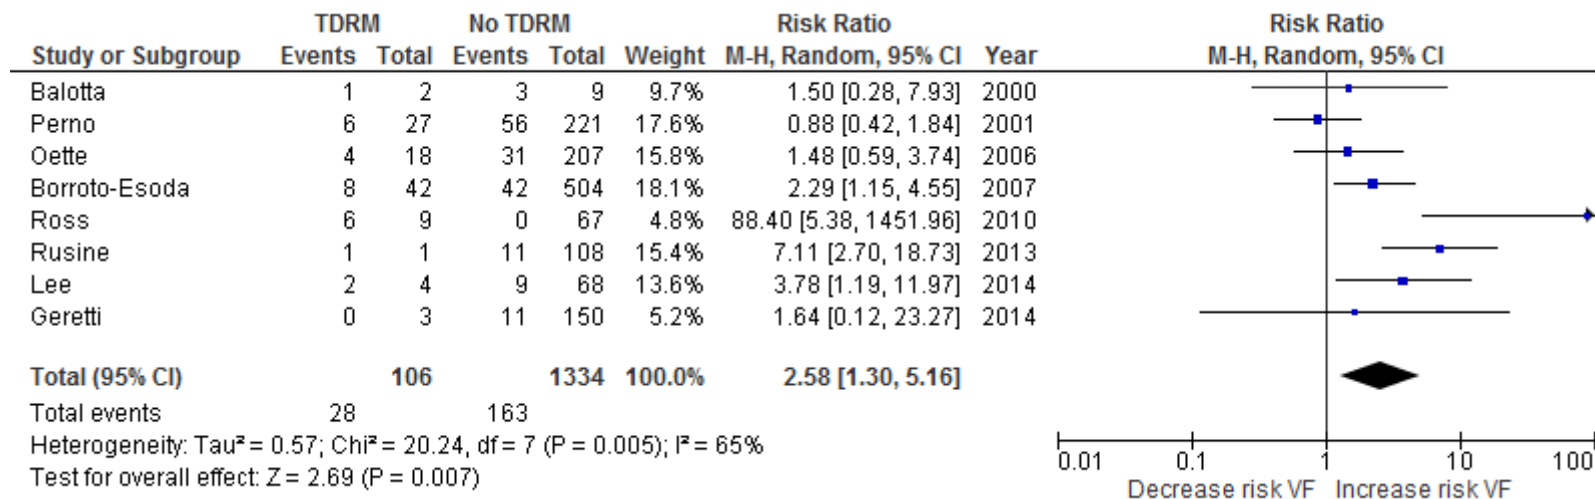 TDRM No TDRM Risk Ratio Risk Ratio
Study or Subgroup Events Total Events Total Weight M-H, Random, 95% CI Year M-H, Random, 95% CI
Balotta 1 2 3 9 9.7% 1.50 [0.28, 7.93] 2000
Perno 6 27 56 221 17.6% 0.88 [0.42, 1.84] 2001
Oette 4 18 31 207 15.8% 1.48 [0.59, 3.74] 2006
Borroto-Esoda 8 42 42 504 18.1% 2.29 [1.15, 4.55] 2007
Ross 6 9 0 67 4.8% 88.40 [5.38, 1451.96] 2010
Rusine 1 1 11 108 15.4% 7.11 [2.70, 18.73] 2013
Lee 2 4 9 68 13.6% 3.78 [1.19, 11.97] 2014
Geretti 0 3 11 150 5.2% 1.64 [0.12, 23.27] 2014
Total (95% CI) 106 1334 100.0% 2.58 [1.30, 5.16]
Total events 28 163
Heterogeneity: Tau² = 0.57; Chi² = 20.24, df = 7 (P = 0.005); I² = 65%
Test for overall effect: Z = 2.69 (P = 0.007)
0.01 0.1 1 10 100
Decrease risk VF Increase risk VF